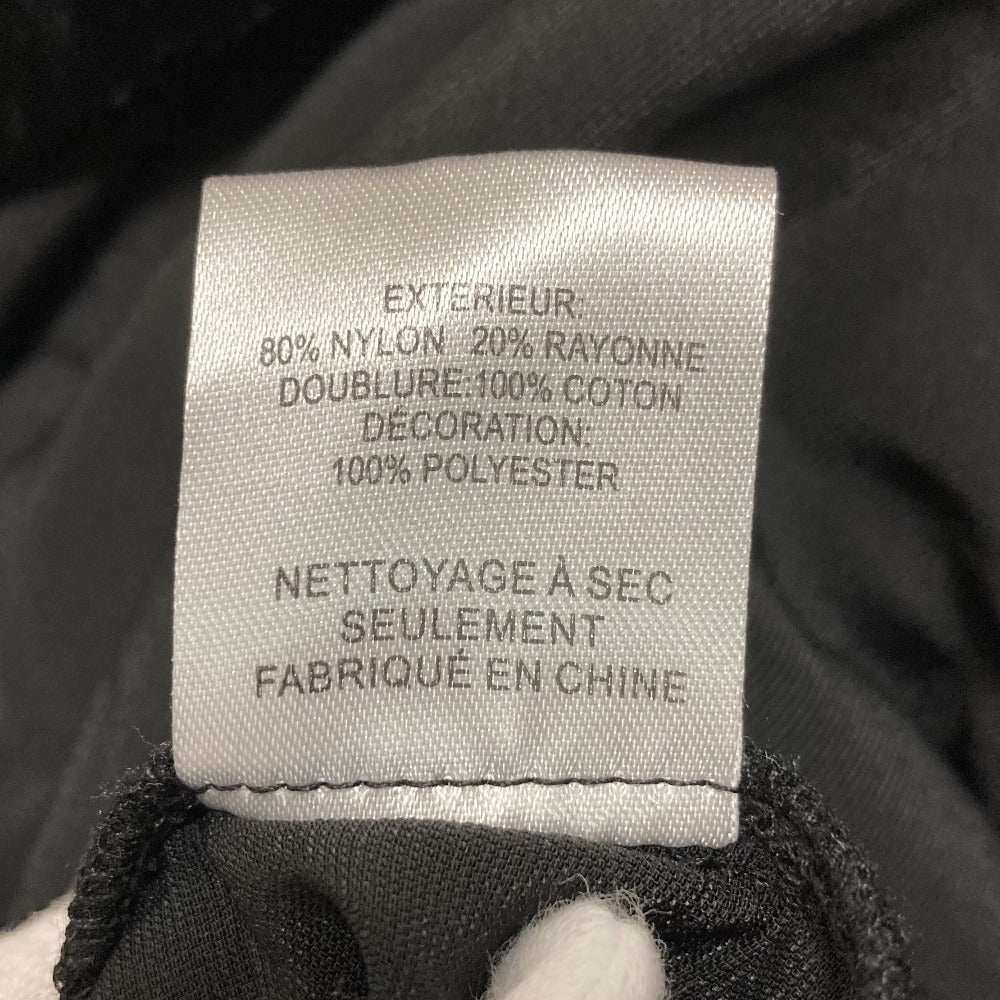 EXTERIEUR:
80% NYLON 20% RAYONNE
DOUBLURE:100% COTON
DÉCORATION:
100% POLYESTER
NETTOYAGE À SEC
SEULEMENT
FABRIQUÉ EN CHINE